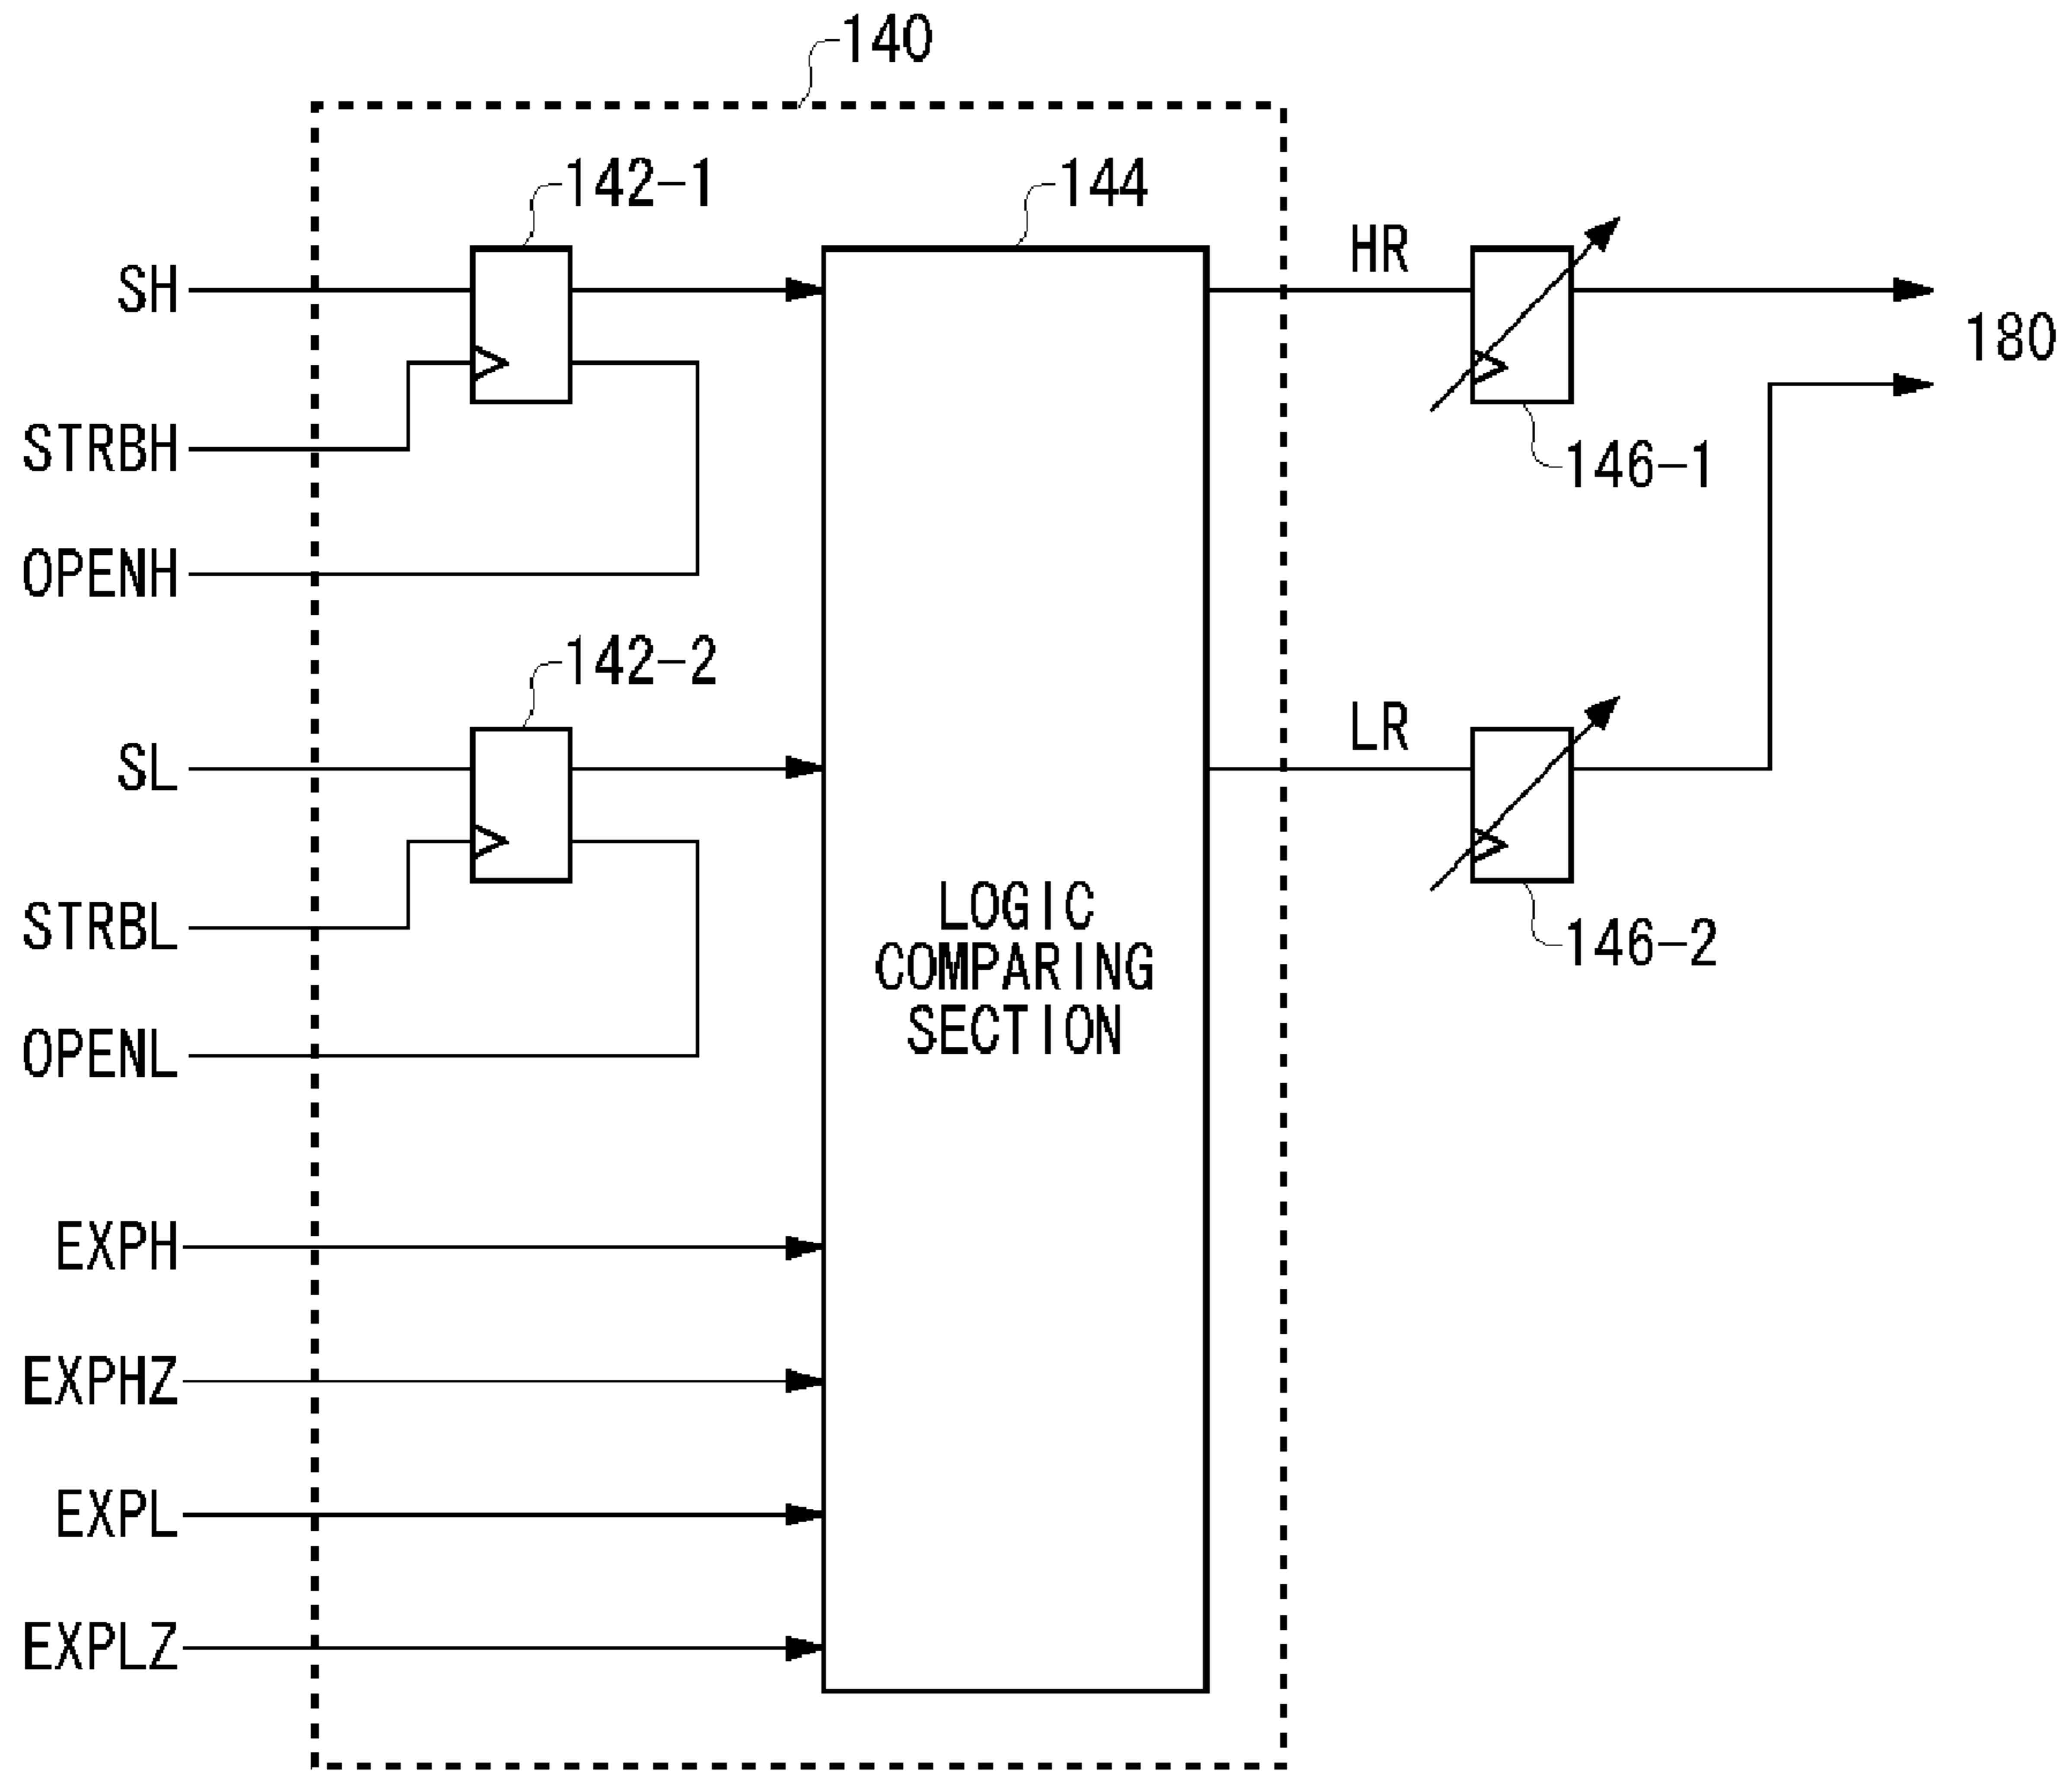 140
142-1
144
SH
HR
180
STRBH
146-1
OPENH
142-2
SL
LR
STRBL
146-2
LOGIC
COMPARING
SECTION
OPENL
EXPH
EXPHZ
EXPL
EXPLZ